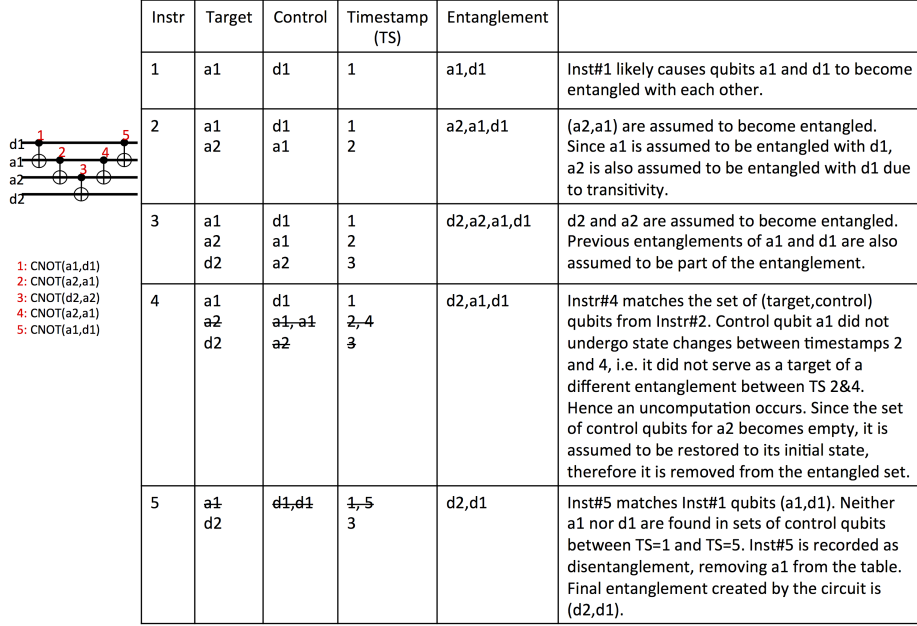 Instr Target Control Timestamp (TS) Entanglement
1 a1 d1 1 a1,d1 Inst#1 likely causes qubits a1 and d1 to become
entangled with each other.
2 a1 d1 1 a2,a1,d1 (a2,a1) are assumed to become entangled.
a2 a1 2 Since a1 is assumed to be entangled with d1,
a2 is also assumed to be entangled with d1 due
to transitivity.
3 a1 d1 1 d2,a2,a1,d1 d2 and a2 are assumed to become entangled.
a2 a1 2 Previous entanglements of a1 and d1 are also
d2 a2 3 assumed to be part of the entanglement.
4 a1 d1 1 d2,a1,d1 Instr#4 matches the set of (target,control)
a2 a1, a1 2, 4 qubits from Instr#2. Control qubit a1 did not
d2 a2 3 undergo state changes between timestamps 2
and 4, i.e. it did not serve as a target of a
different entanglement between TS 2&4.
Hence an uncomputation occurs. Since the set
of control qubits for a2 becomes empty, it is
assumed to be restored to its initial state,
therefore it is removed from the entangled set.
5 a1 d1,d1 1, 5 d2,d1 Inst#5 matches Inst#1 qubits (a1,d1). Neither
d2 3 a1 nor d1 are found in sets of control qubits
between TS=1 and TS=5. Inst#5 is recorded as
disentanglement, removing a1 from the table.
Final entanglement created by the circuit is
(d2,d1).
1 5
d1
2 4
a1
3
a2
d2
1: CNOT(a1,d1)
2: CNOT(a2,a1)
3: CNOT(d2,a2)
4: CNOT(a2,a1)
5: CNOT(a1,d1)